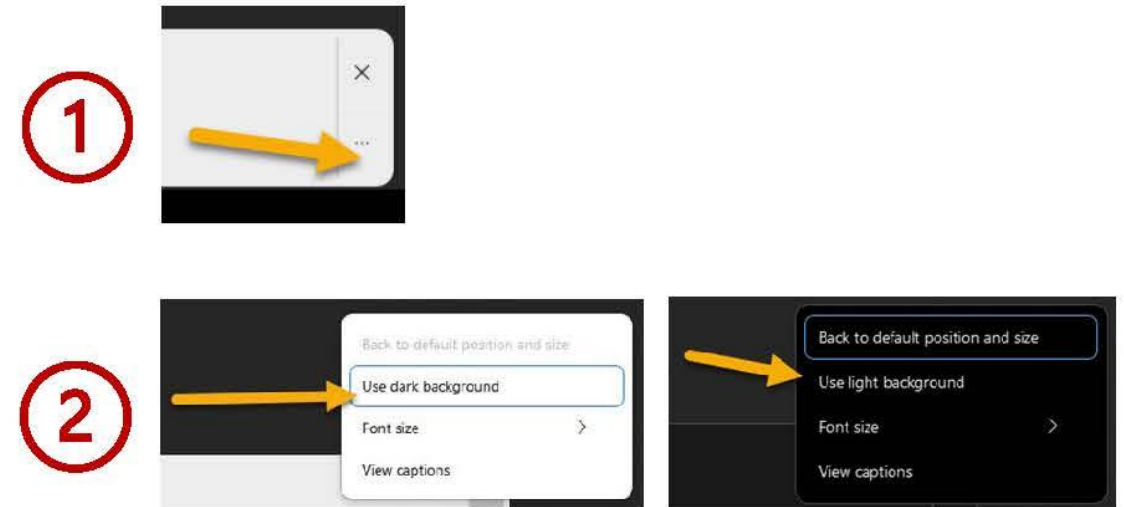 1
...
2
Back to default position and size
Use dark background
Font size
View captions
Back to default position and size
Use light background
Font size
View captions